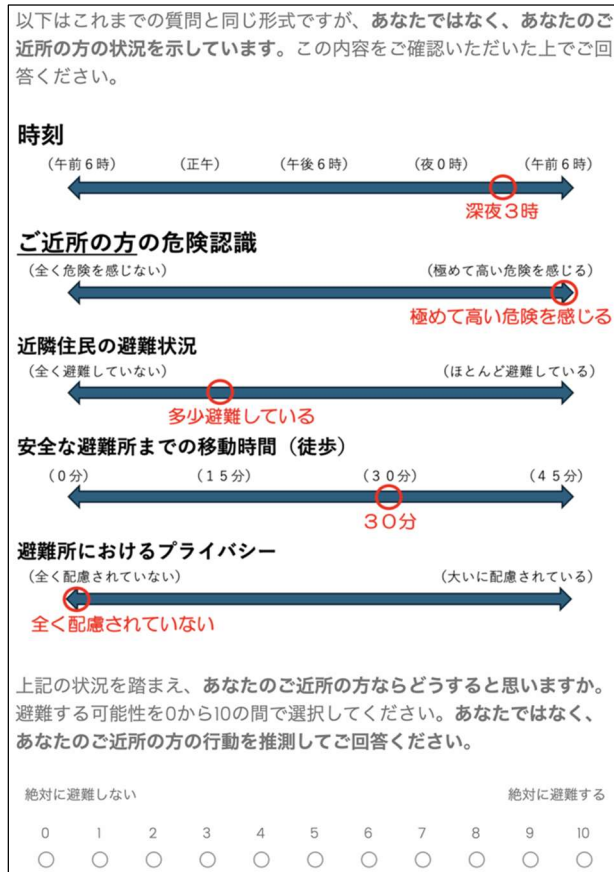 以下はこれまでの質問と同じ形式ですが、あなたではなく、あなたのご
近所の方の状況を示しています。この内容をご確認いただいた上でご回
答ください。
時刻
（午前６時） （正午） （午後６時） （夜０時） （午前６時）
深夜３時
ご近所の方の危険認識
（全く危険を感じない） （極めて高い危険を感じる）
極めて高い危険を感じる
近隣住民の避難状況
（全く避難していない） （ほとんど避難している）
多少避難している
安全な避難所までの移動時間（徒歩）
（０分） （１５分） （３０分） （４５分）
３０分
避難所におけるプライバシー
（全く配慮されていない） （大いに配慮されている）
全く配慮されていない
上記の状況を踏まえ、あなたのご近所の方ならどうすると思いますか。
避難する可能性を0から10の間で選択してください。あなたではなく、
あなたのご近所の方の行動を推測してご回答ください。
絶対に避難しない 絶対に避難する
0 1 2 3 4 5 6 7 8 9 10